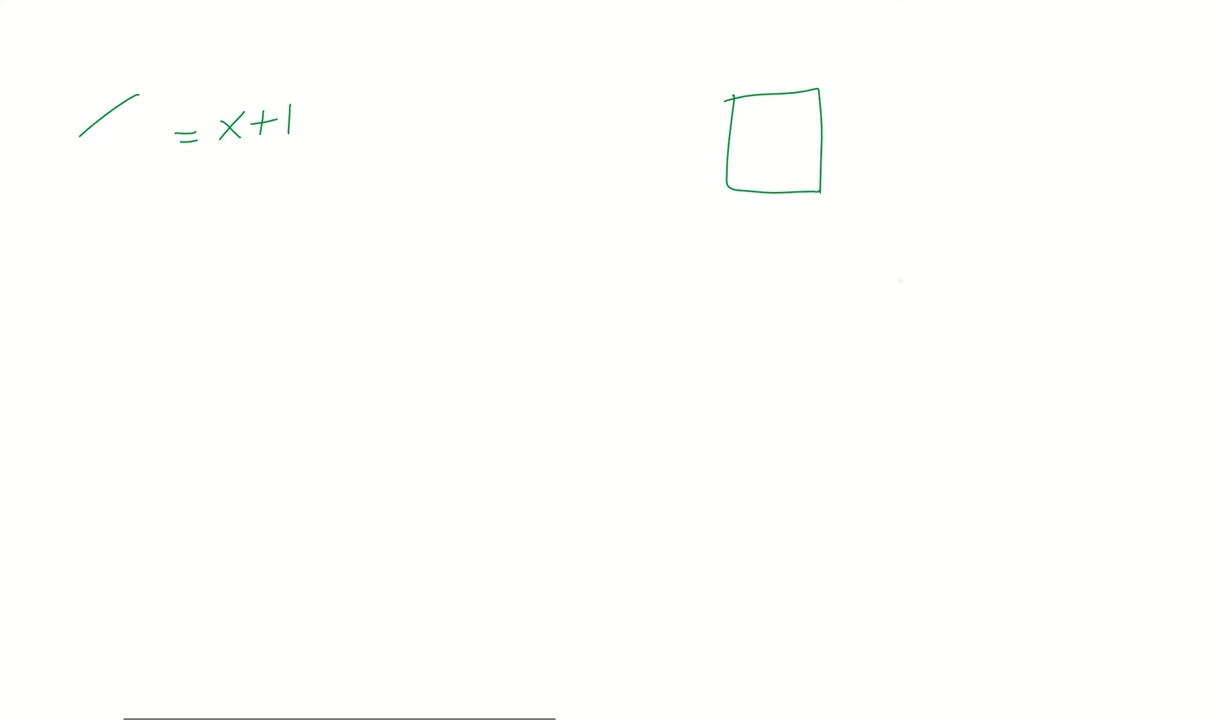 = x+1